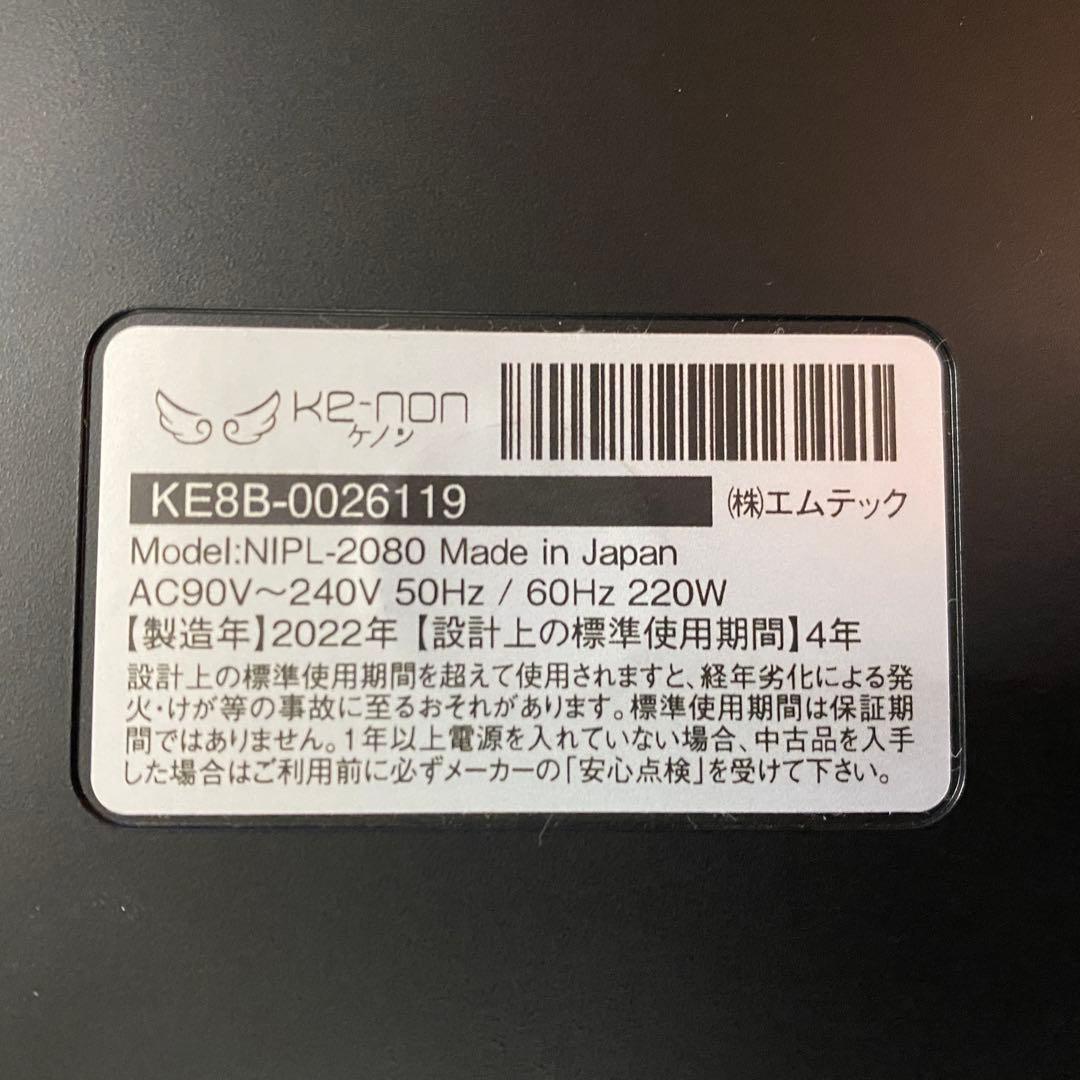 Ke-non
ケノン
KE8B-0026119
㈱エムテック
Model:NIPL-2080 Made in Japan
AC90V～240V 50Hz / 60Hz 220W
【製造年】2022年【設計上の標準使用期間】4年
設計上の標準使用期間を超えて使用されますと、経年劣化による発
火・けが等の事故に至るおそれがあります。標準使用期間は保証期
間ではありません。1年以上電源を入れていない場合、中古品を入手
した場合はご利用前に必ずメーカーの「安心点検」を受けて下さい。